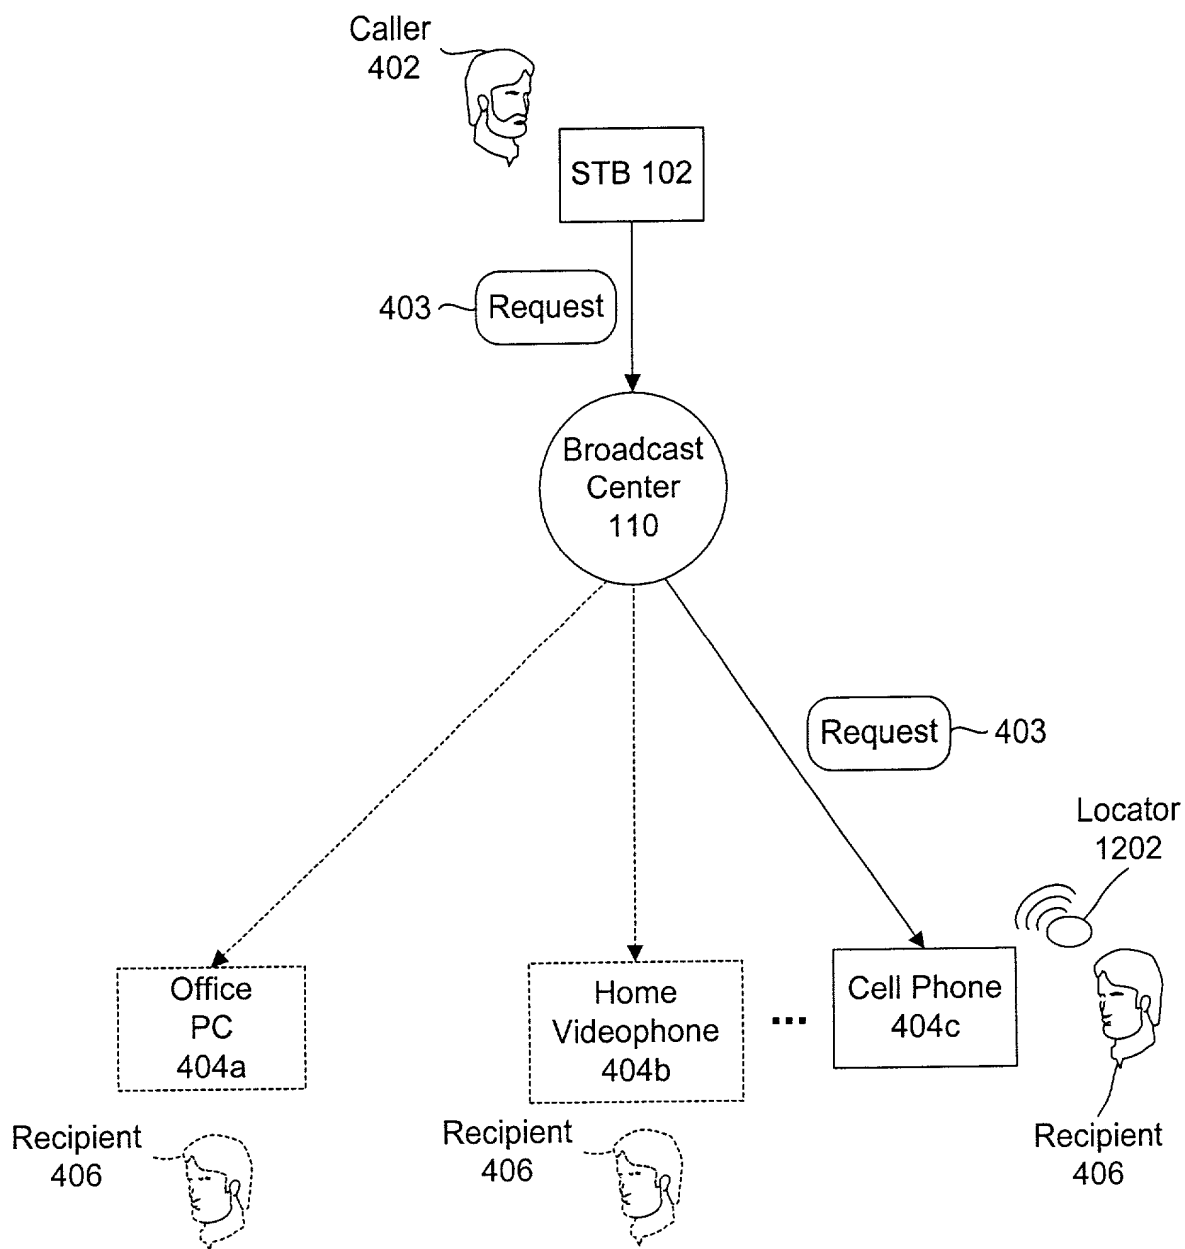 Caller
402
STB 102
403
Request
Broadcast
Center
110
Request
403
Locator
1202
Office
PC
404a
Home
Videophone
404b
...
Cell Phone
404c
Recipient
406
Recipient
406
Recipient
406